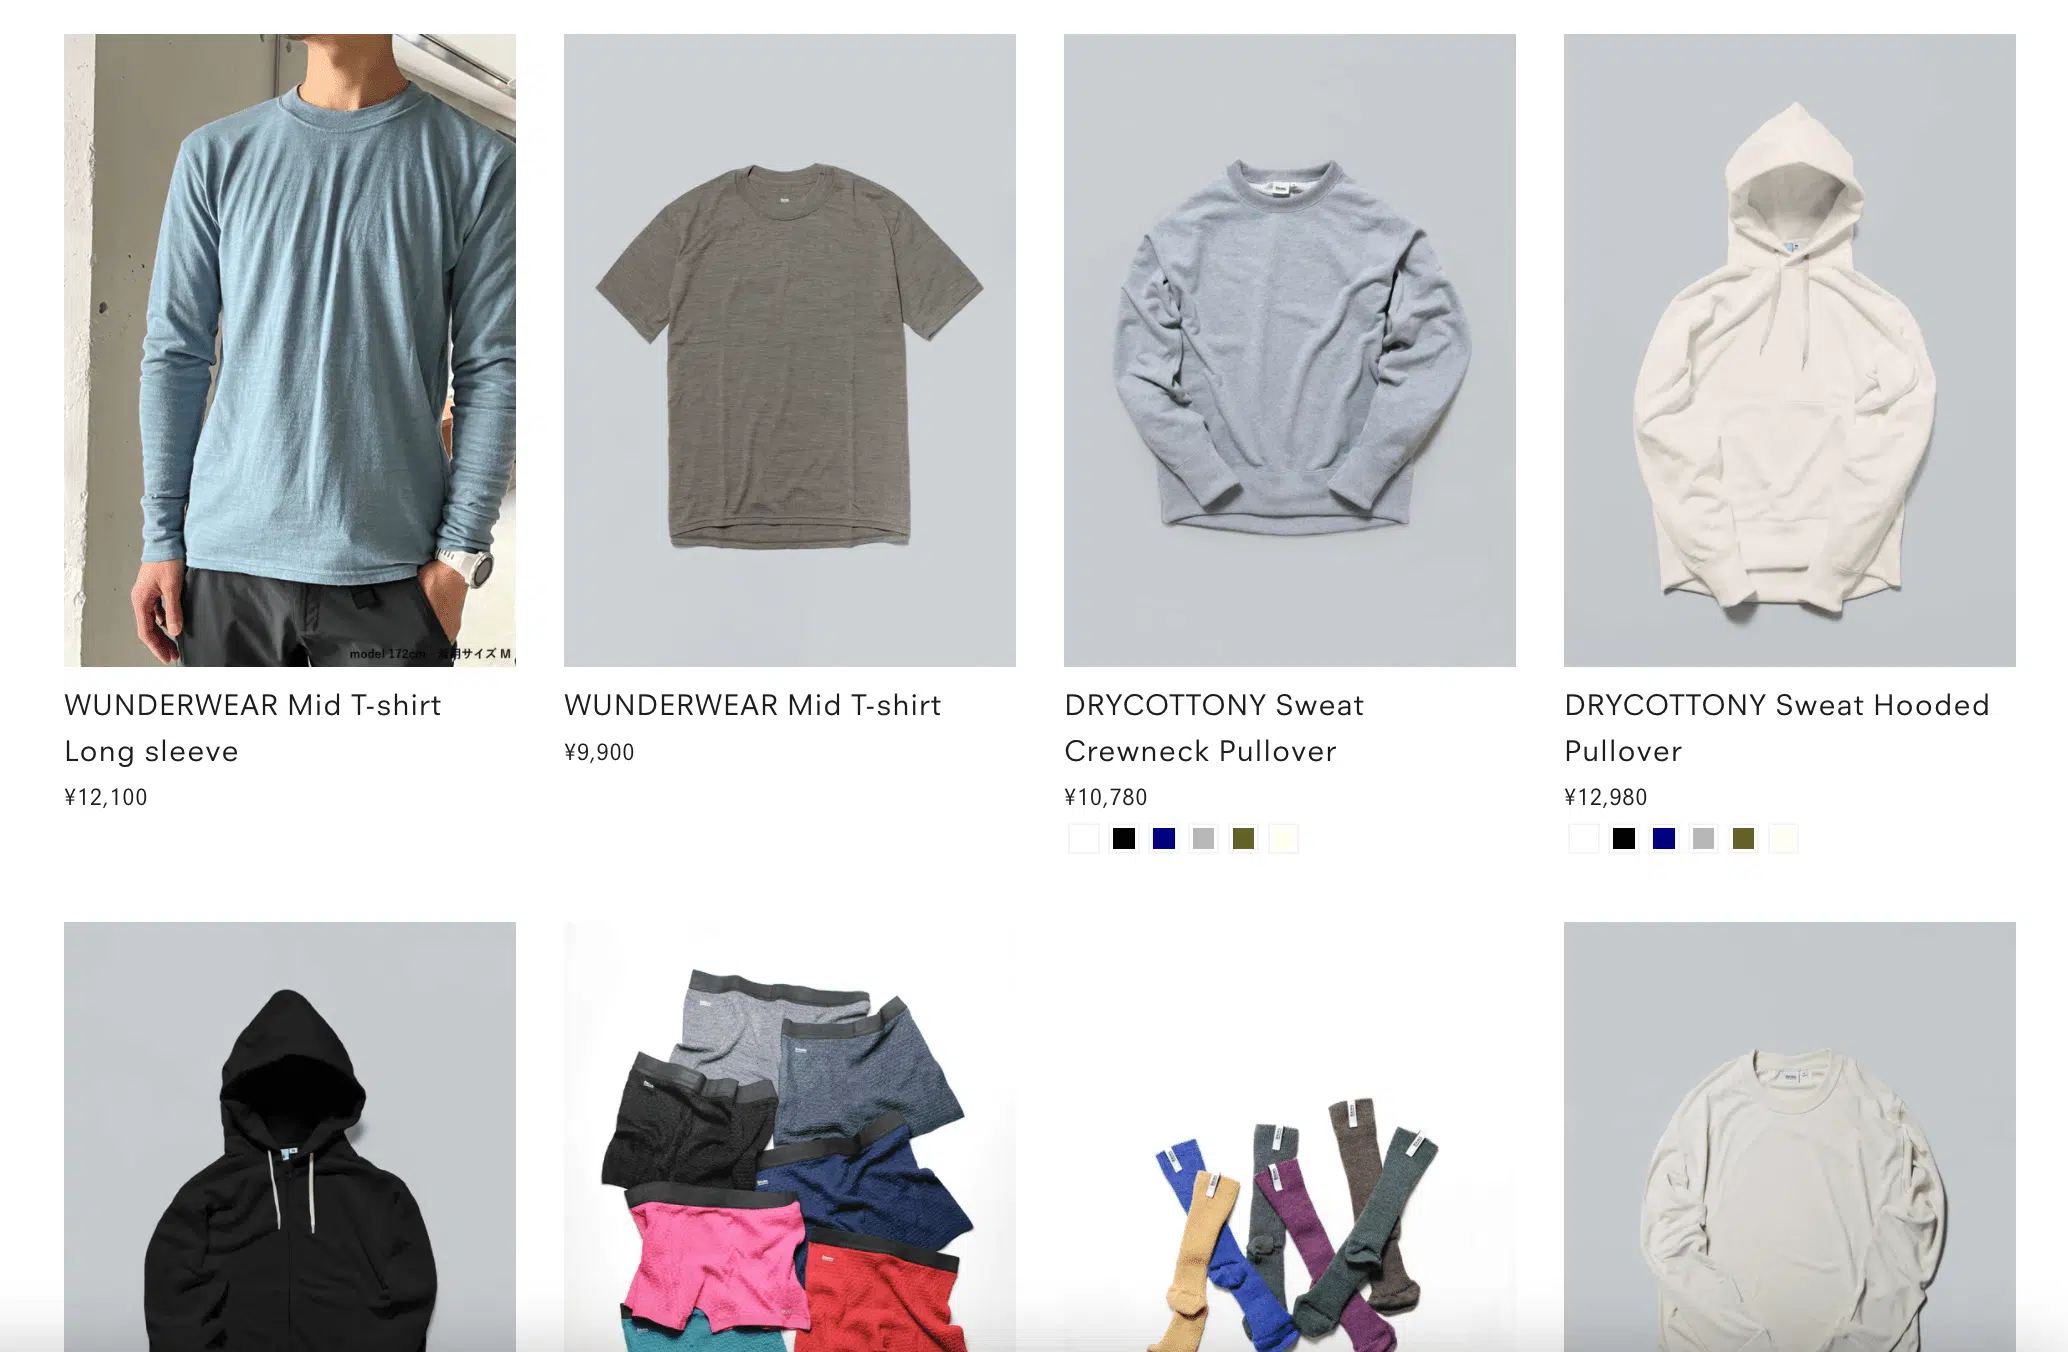 model 172cm 着用サイズ M
WUNDERWEAR Mid T-shirt
Long sleeve
¥12,100
WUNDERWEAR Mid T-shirt
¥9,900
DRYCOTTONY Sweat
Crewneck Pullover
¥10,780
DRYCOTTONY Sweat Hooded
Pullover
¥12,980